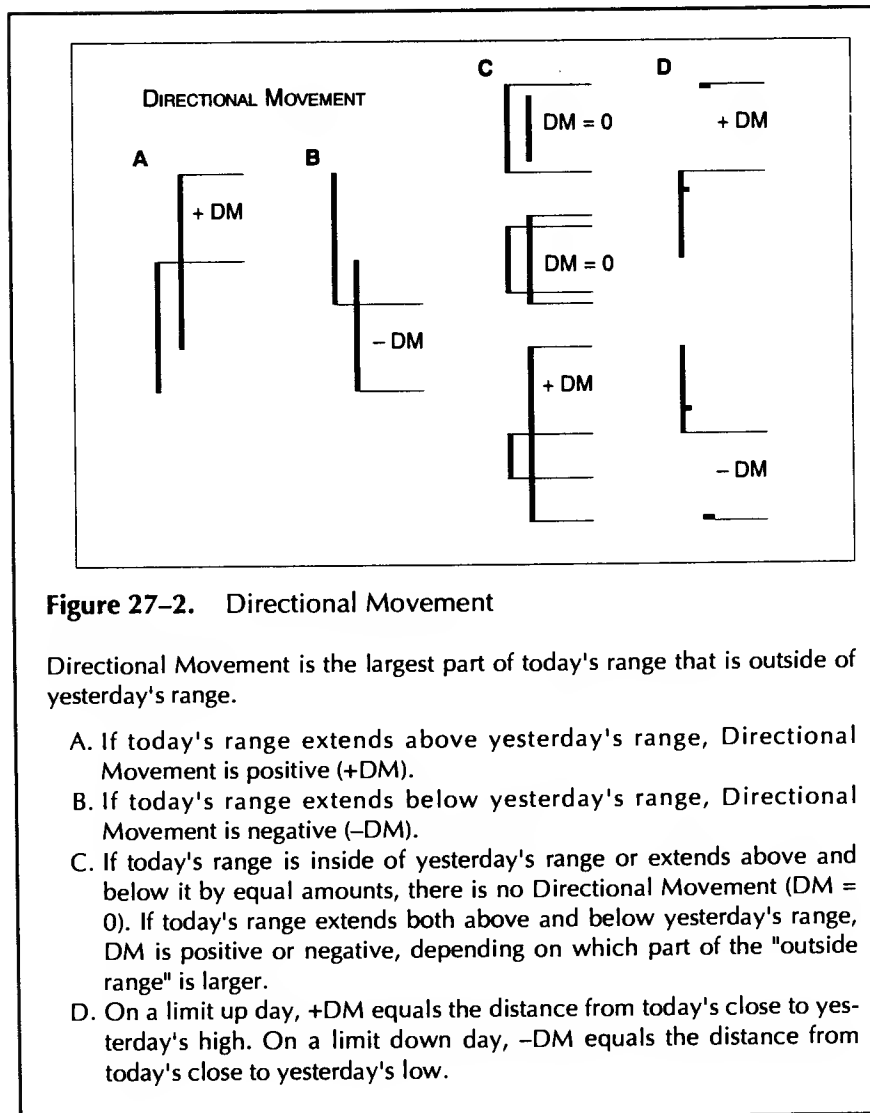 C
D
DIRECTIONAL MOVEMENT
DM = 0
+ DM
A
B
+ DM
DM = 0
– DM
+ DM
– DM
Figure 27–2. Directional Movement
Directional Movement is the largest part of today's range that is outside of
yesterday's range.
A. If today's range extends above yesterday's range, Directional
Movement is positive (+DM).
B. If today's range extends below yesterday's range, Directional
Movement is negative (–DM).
C. If today's range is inside of yesterday's range or extends above and
below it by equal amounts, there is no Directional Movement (DM =
0). If today's range extends both above and below yesterday's range,
DM is positive or negative, depending on which part of the "outside
range" is larger.
D. On a limit up day, +DM equals the distance from today's close to yes-
terday's high. On a limit down day, –DM equals the distance from
today's close to yesterday's low.